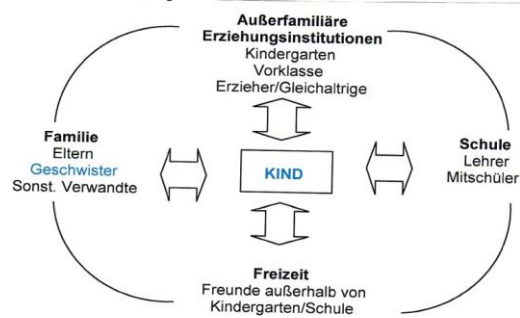 Außerfamiliäre
Erziehungsinstitutionen
Kindergarten
Vorklasse
Erzieher/Gleichaltrige
Familie
Eltern
Geschwister
Sonst. Verwandte
KIND
Schule
Lehrer
Mitschüler
Freizeit
Freunde außerhalb von
Kindergarten/Schule